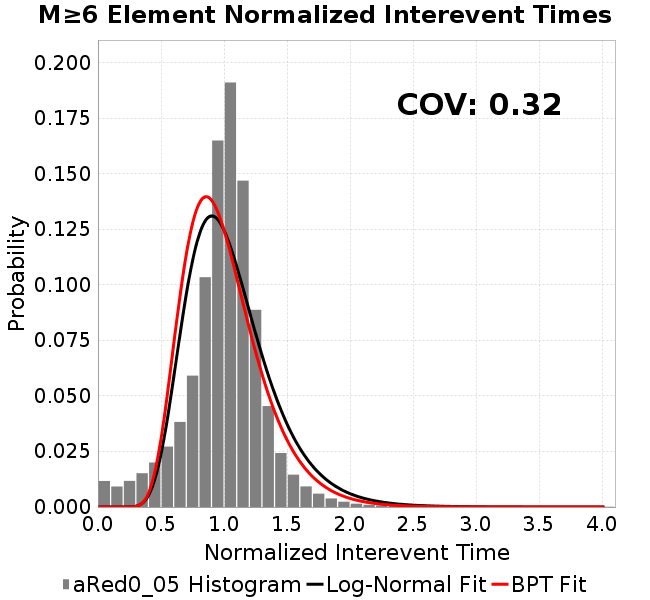 M≥6 Element Normalized Interevent Times
COV: 0.32
Probability
0.200
0.175
0.150
0.125
0.100
0.075
0.050
0.025
0.000
0.0 0.5 1.0 1.5 2.0 2.5 3.0 3.5 4.0
Normalized Interevent Time
aRed0_05 Histogram Log-Normal Fit BPT Fit